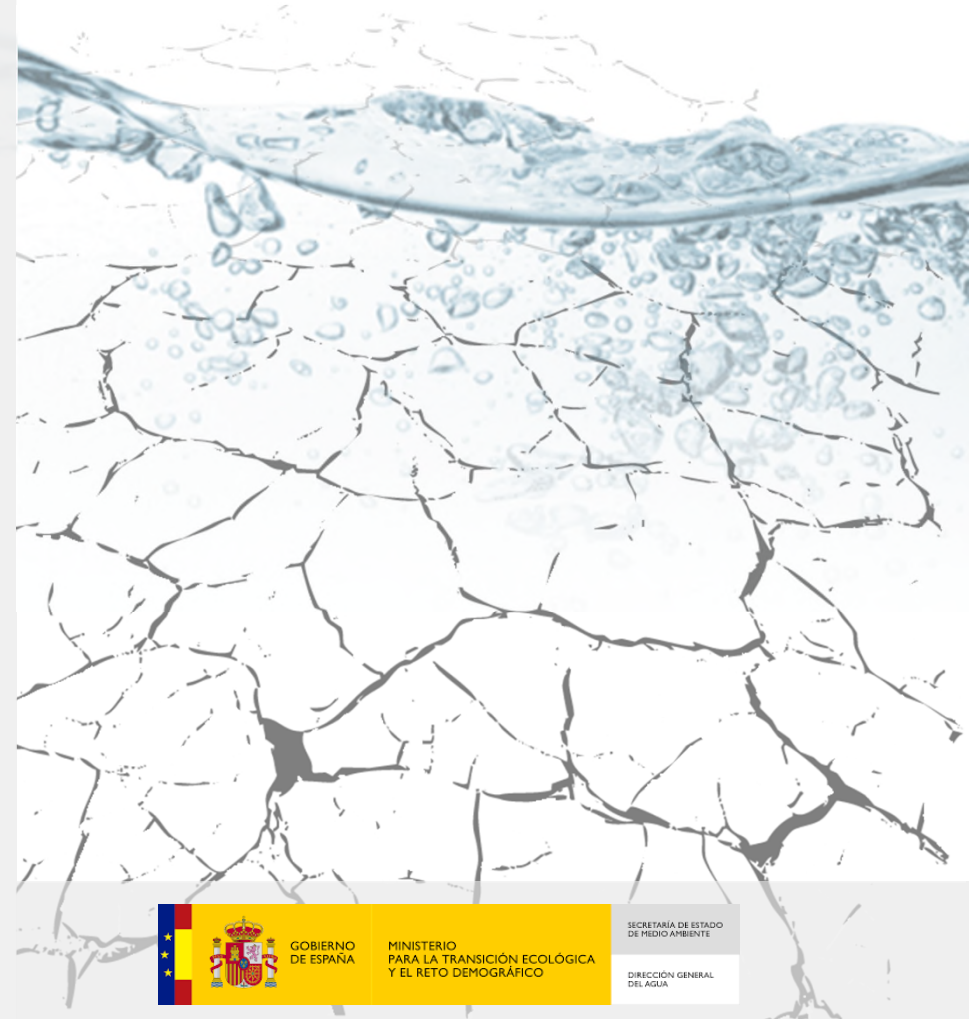 GOBIERNO
DE ESPAÑA
MINISTERIO
PARA LA TRANSICIÓN ECOLÓGICA
Y EL RETO DEMOGRÁFICO
SECRETARÍA DE ESTADO
DE MEDIO AMBIENTE
DIRECCIÓN GENERAL
DEL AGUA